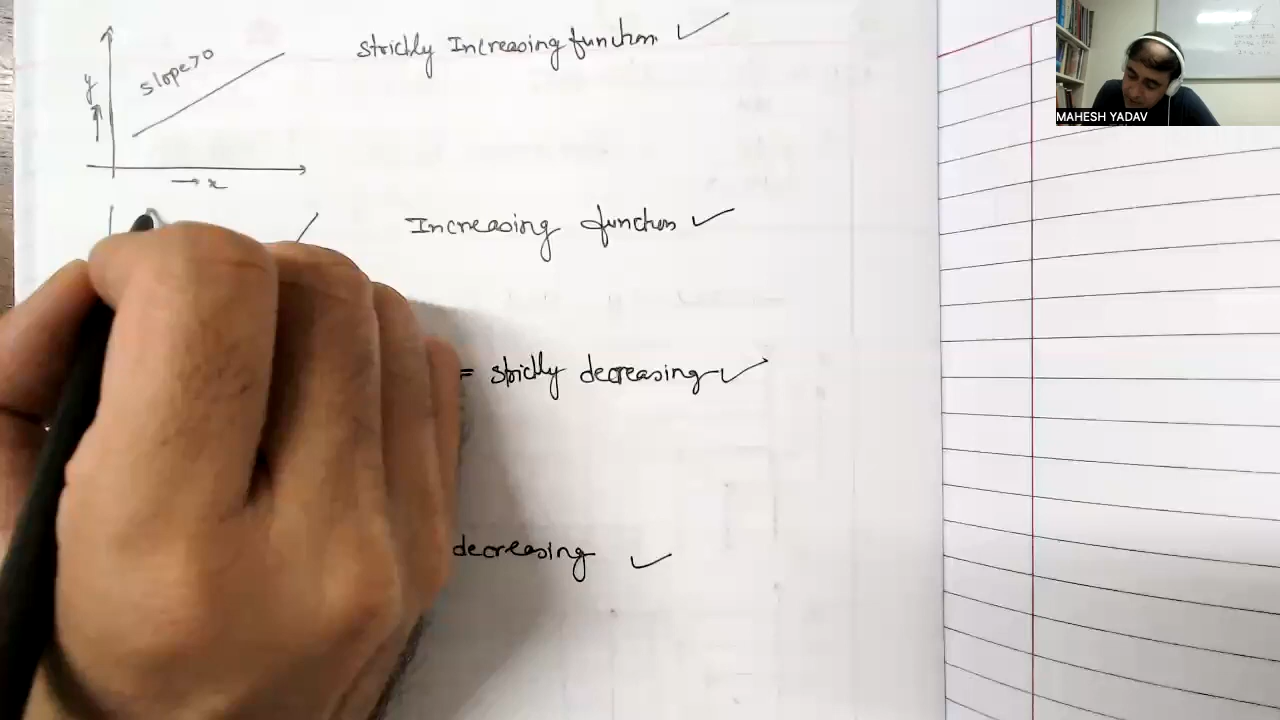 strictly Increasing function ✓
slope>0
y
→ x
Increasing function ✓
= strictly decreasing ✓
decreasing ✓
MAHESH YADAV